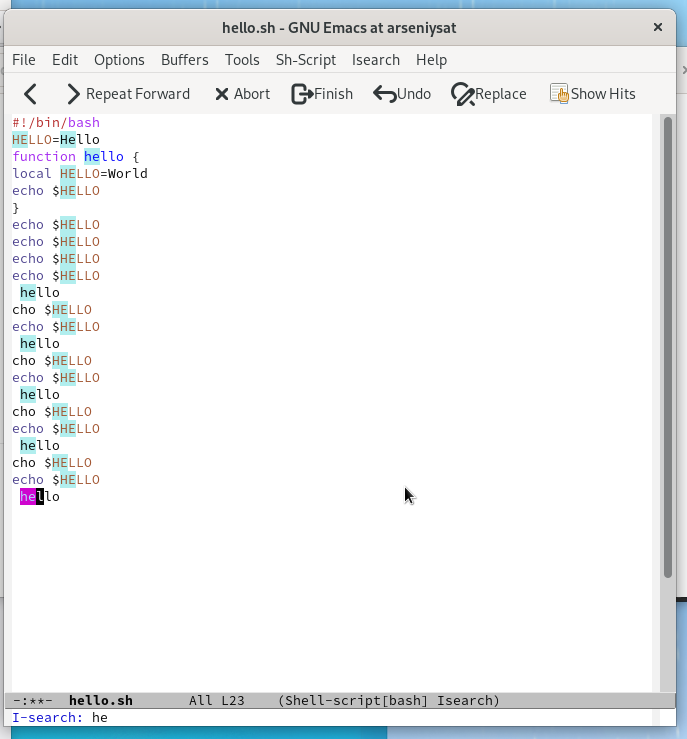 hello.sh - GNU Emacs at arseniysat
File Edit Options Buffers Tools Sh-Script Isearch Help
Repeat Forward Abort Finish Undo Replace Show Hits
#!/bin/bash
HELLO=Hello
function hello {
local HELLO=World
echo $HELLO
}
echo $HELLO
echo $HELLO
echo $HELLO
echo $HELLO
 hello
cho $HELLO
echo $HELLO
 hello
cho $HELLO
echo $HELLO
 hello
cho $HELLO
echo $HELLO
 hello
cho $HELLO
echo $HELLO
 hello
-:**- hello.sh All L23 (Shell-script[bash] Isearch)
I-search: he